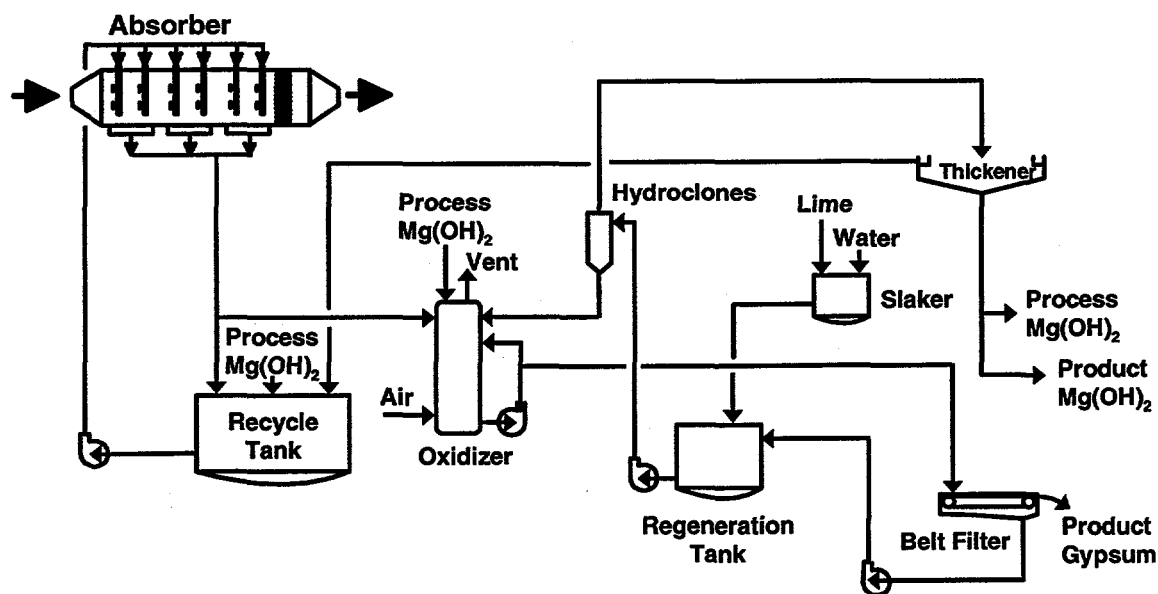 Absorber
Thickener
Hydroclones
Process
Mg(OH)2
Vent
Lime
Water
Slaker
Process
Mg(OH)2
Process
Mg(OH)2
Product
Mg(OH)2
Air
Recycle
Tank
Oxidizer
Regeneration
Tank
Belt Filter
Product
Gypsum